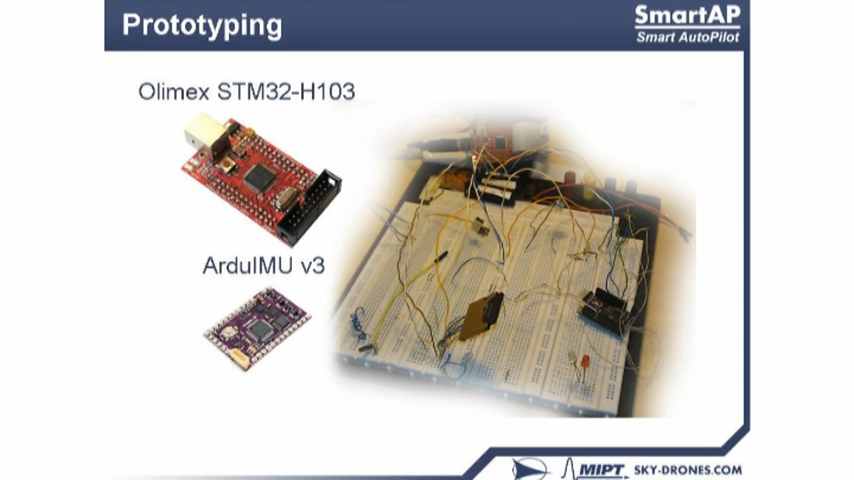 Prototyping
SmartAP
Smart AutoPilot
Olimex STM32-H103
ArduIMU v3
MIPT
SKY-DRONES.COM